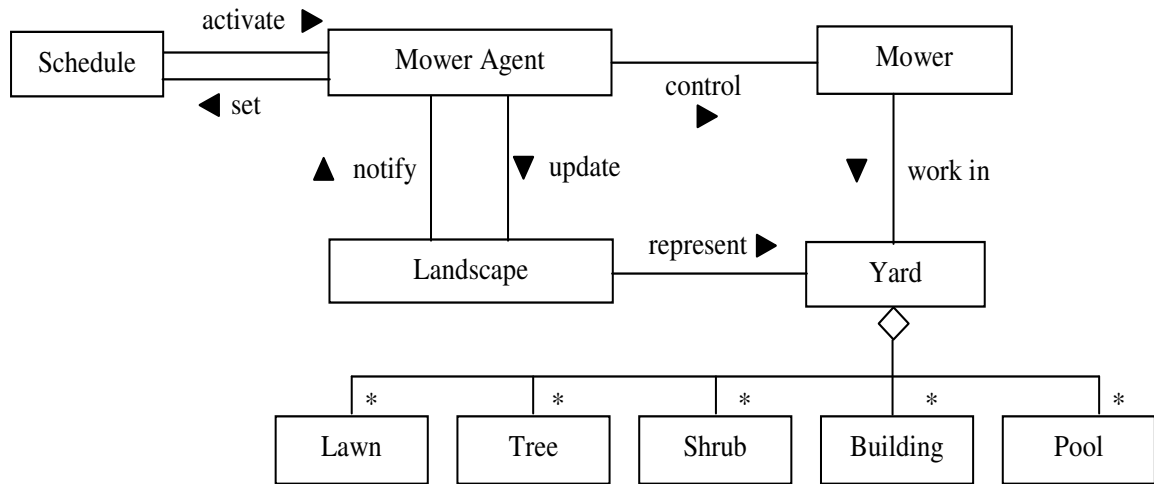 activate
Schedule
Mower Agent
Mower
set
control
notify
update
work in
represent
Landscape
Yard
* * * * *
Lawn
Tree
Shrub
Building
Pool